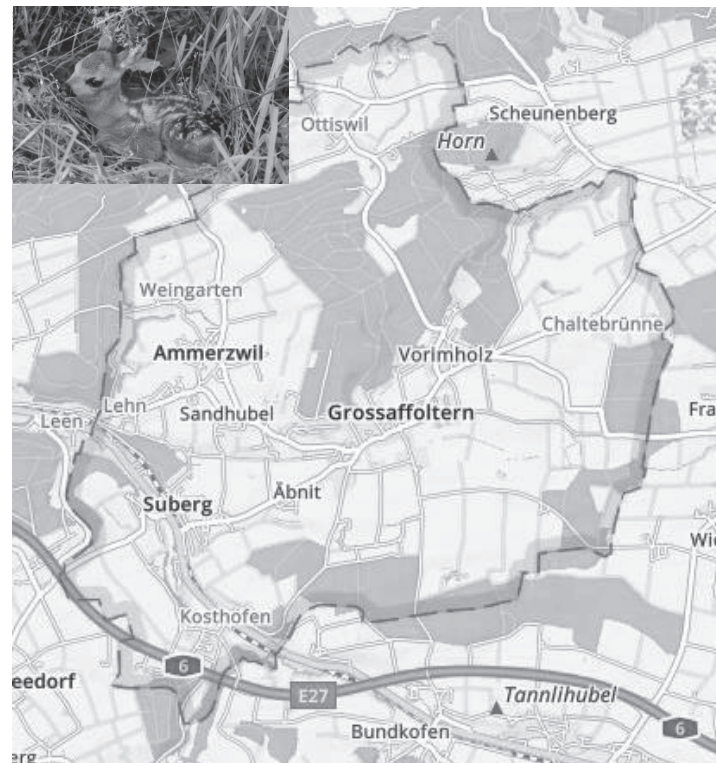 Ottiswil
Scheunenberg
Horn
Weingarten
Chaltebrünne
Ammerzwil
Vorimholz
Lehn
Sandhubel
Grossaffoltern
Fra
Leen
Äbnit
Suberg
Wie
Kosthofen
6
eedorf
E27
Tannlihubel
6
Bundkofen
erg